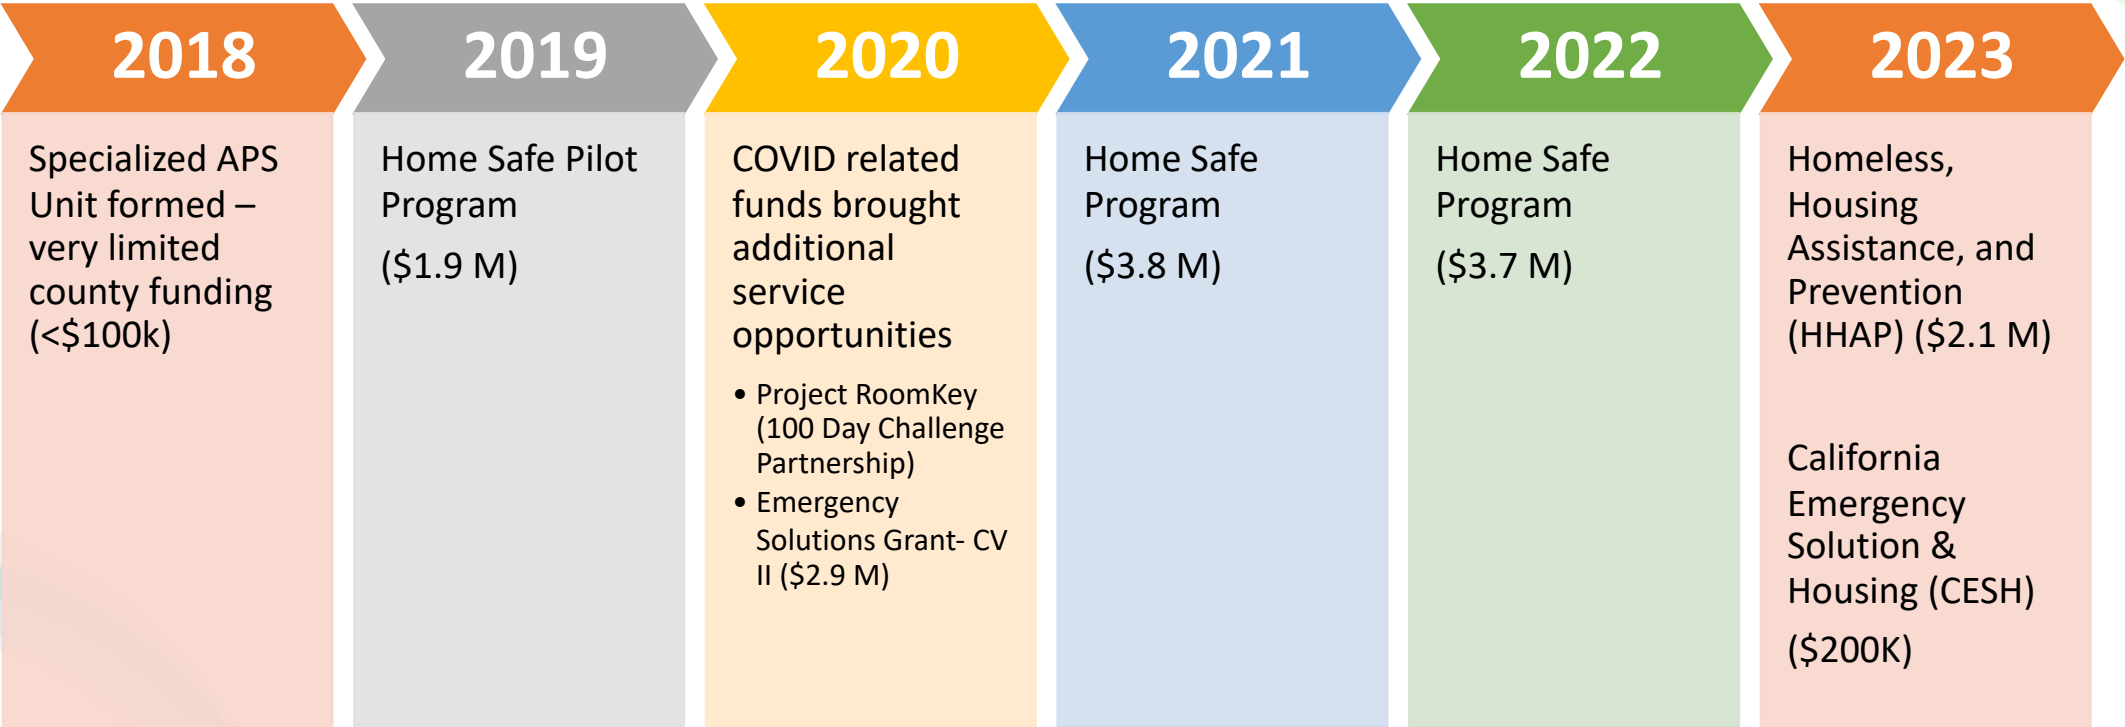 2018
Specialized APS
Unit formed –
very limited
county funding
(<$100k)
2019
Home Safe Pilot
Program
($1.9 M)
2020
COVID related
funds brought
additional
service
opportunities
• Project RoomKey
(100 Day Challenge
Partnership)
• Emergency
Solutions Grant- CV
II ($2.9 M)
2021
Home Safe
Program
($3.8 M)
2022
Home Safe
Program
($3.7 M)
2023
Homeless,
Housing
Assistance, and
Prevention
(HHAP) ($2.1 M)
California
Emergency
Solution &
Housing (CESH)
($200K)